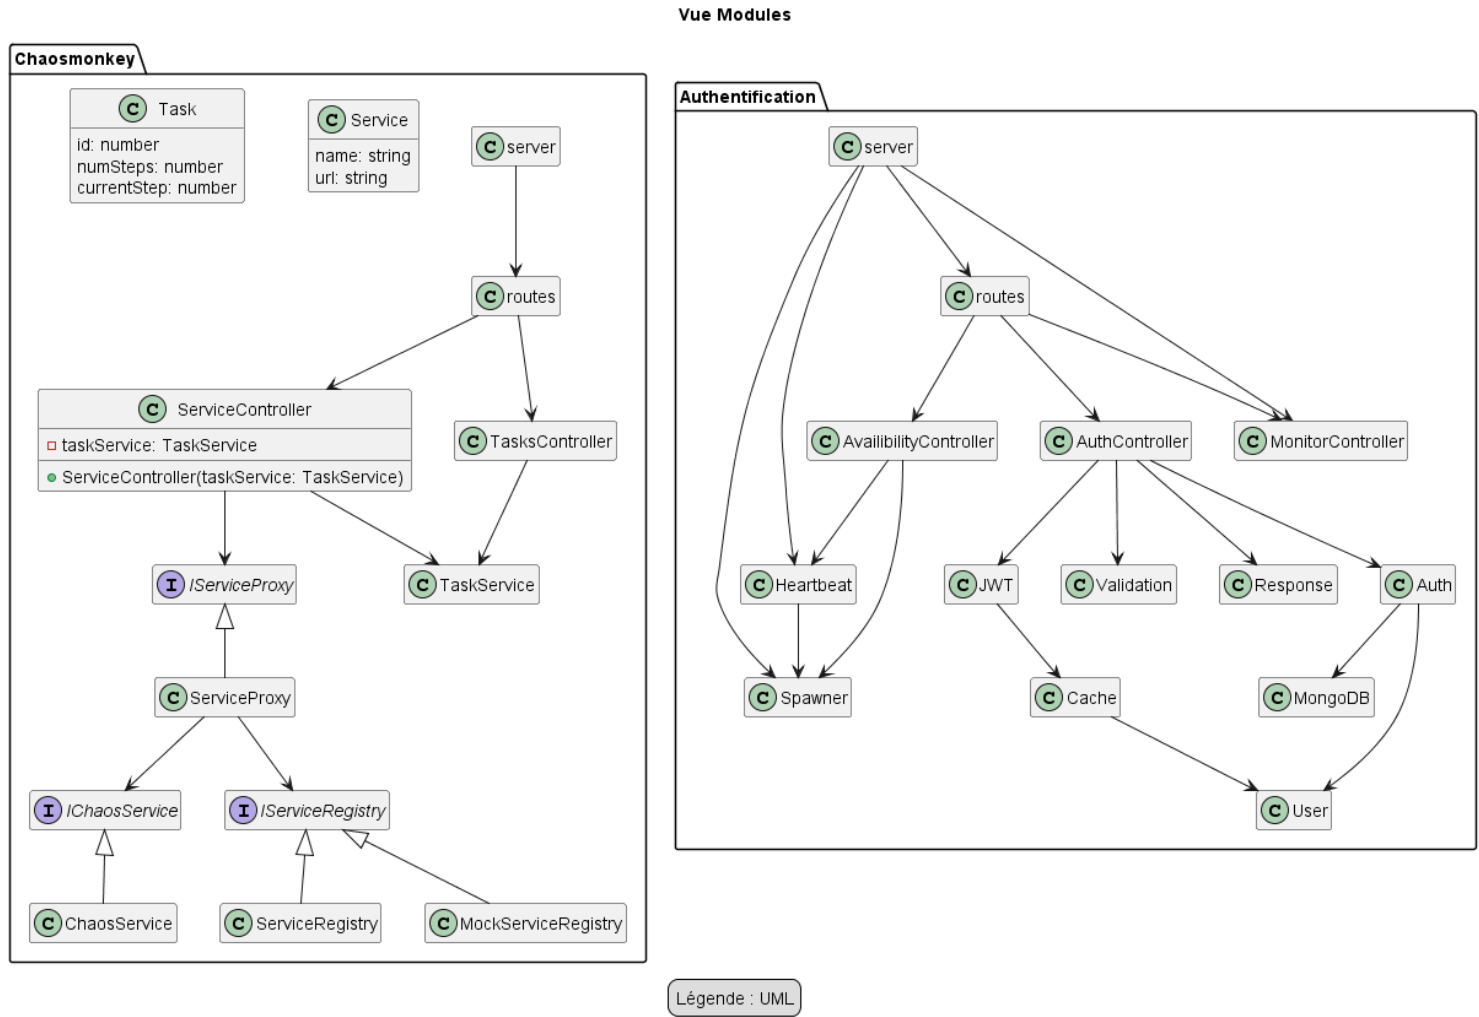 Vue Modules
Chaosmonkey
C Task
id: number
numSteps: number
currentStep: number
C Service
name: string
url: string
C server
C routes
C ServiceController
taskService: TaskService
ServiceController(taskService: TaskService)
C TasksController
I IServiceProxy
C TaskService
C ServiceProxy
I IChaosService
I IServiceRegistry
C ChaosService
C ServiceRegistry
C MockServiceRegistry
Authentification
C server
C routes
C AvailibilityController
C AuthController
C MonitorController
C Heartbeat
C JWT
C Validation
C Response
C Auth
C Spawner
C Cache
C MongoDB
C User
Légende : UML